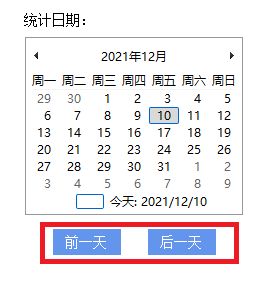 统计日期：
2021年12月
周一 周二 周三 周四 周五 周六 周日
29 30 1 2 3 4 5
6 7 8 9 10 11 12
13 14 15 16 17 18 19
20 21 22 23 24 25 26
27 28 29 30 31 1 2
3 4 5 6 7 8 9
今天: 2021/12/10
前一天 后一天